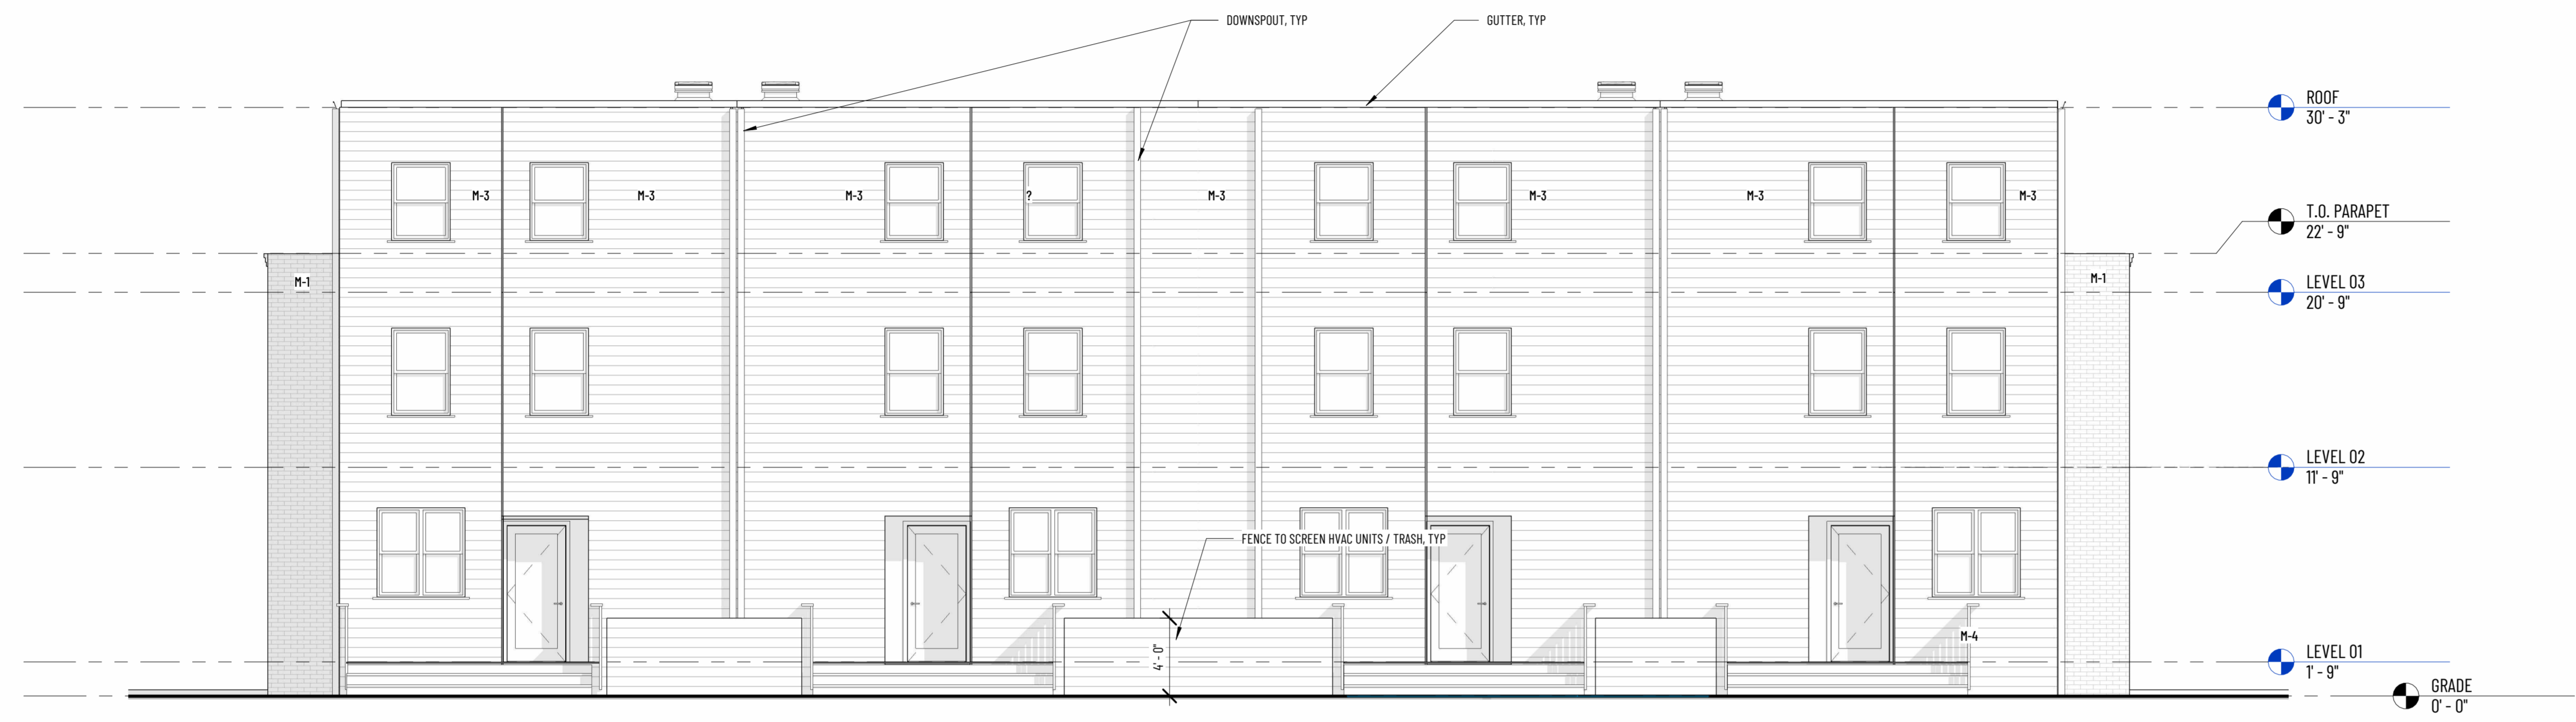 DOWNSPOUT, TYP
GUTTER, TYP
ROOF
30' - 3"
M-3
M-3
M-3
?
M-3
M-3
M-3
M-3
T.O. PARAPET
22' - 9"
M-1
M-1
LEVEL 03
20' - 9"
LEVEL 02
11' - 9"
FENCE TO SCREEN HVAC UNITS / TRASH, TYP
M-4
4' - 0"
LEVEL 01
1' - 9"
GRADE
0' - 0"